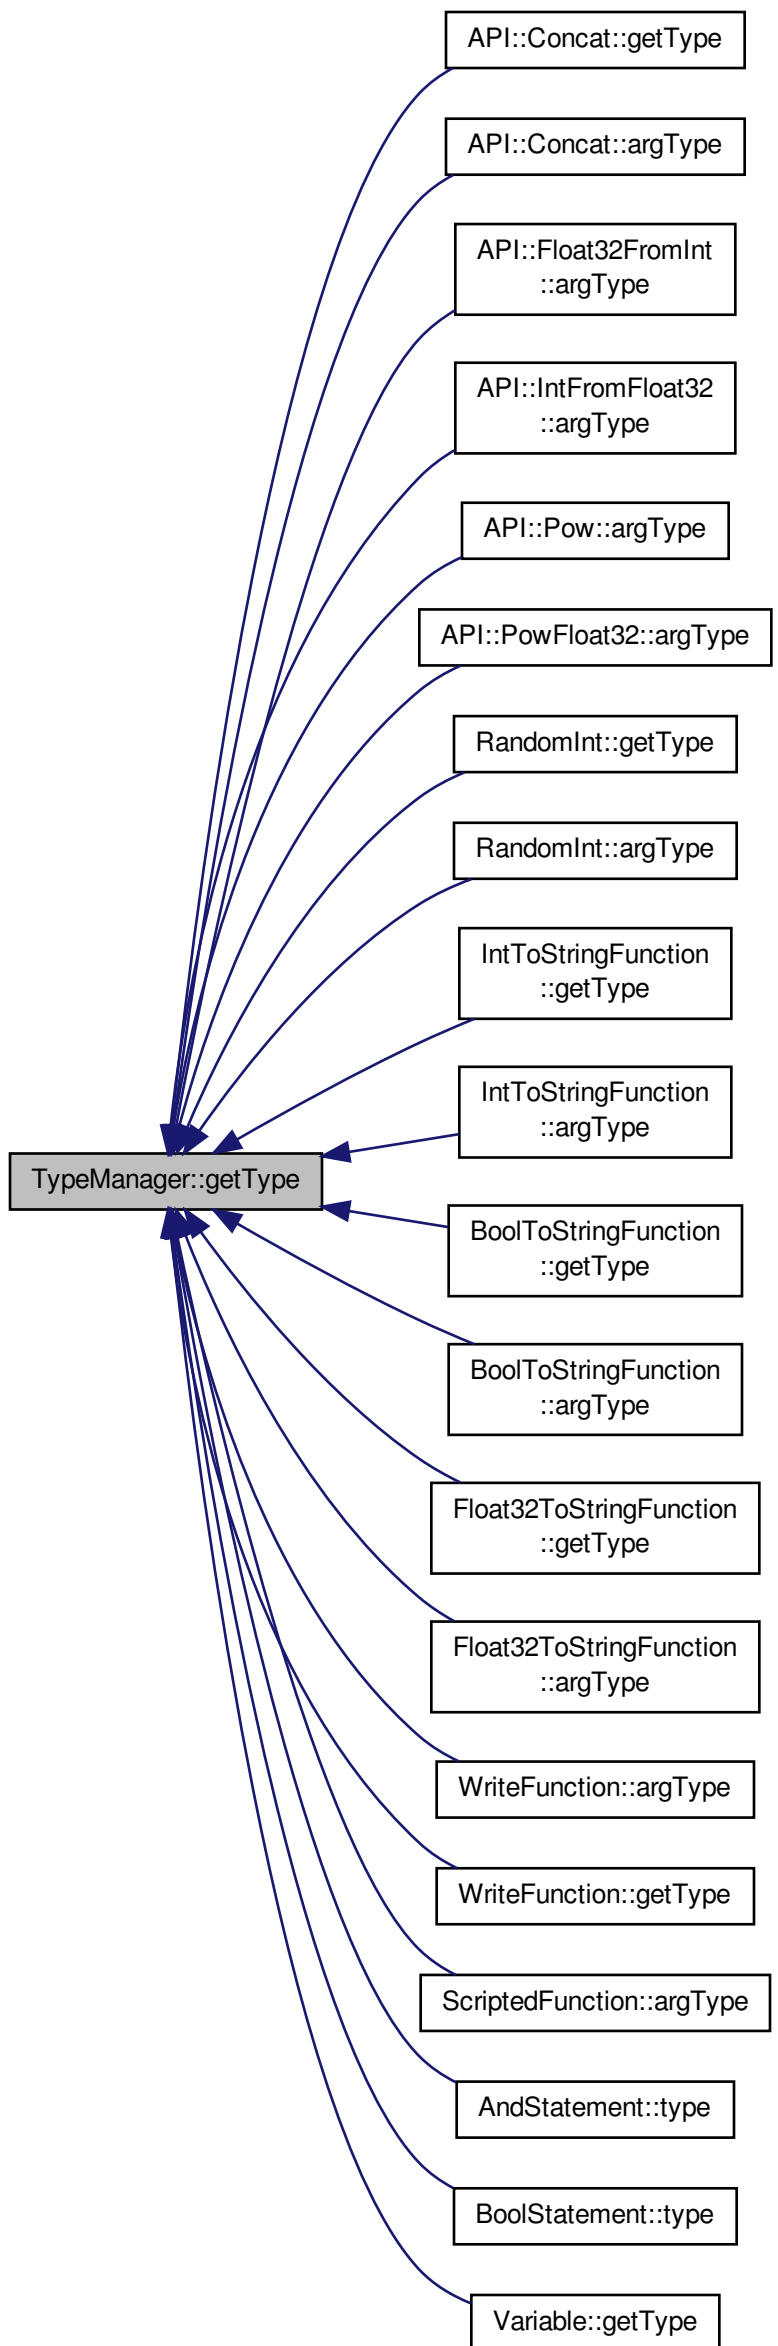 API::Concat::getType
API::Concat::argType
API::Float32FromInt
::argType
API::IntFromFloat32
::argType
API::Pow::argType
API::PowFloat32::argType
RandomInt::getType
RandomInt::argType
IntToStringFunction
::getType
IntToStringFunction
::argType
TypeManager::getType
BoolToStringFunction
::getType
BoolToStringFunction
::argType
Float32ToStringFunction
::getType
Float32ToStringFunction
::argType
WriteFunction::argType
WriteFunction::getType
ScriptedFunction::argType
AndStatement::type
BoolStatement::type
Variable::getType